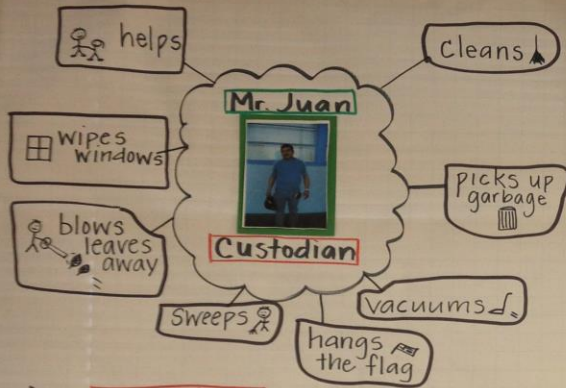 helps
Cleans
Mr. Juan
wipes
windows
picks up
garbage
blows
leaves
away
Custodian
Sweeps
hangs
the flag
vacuums